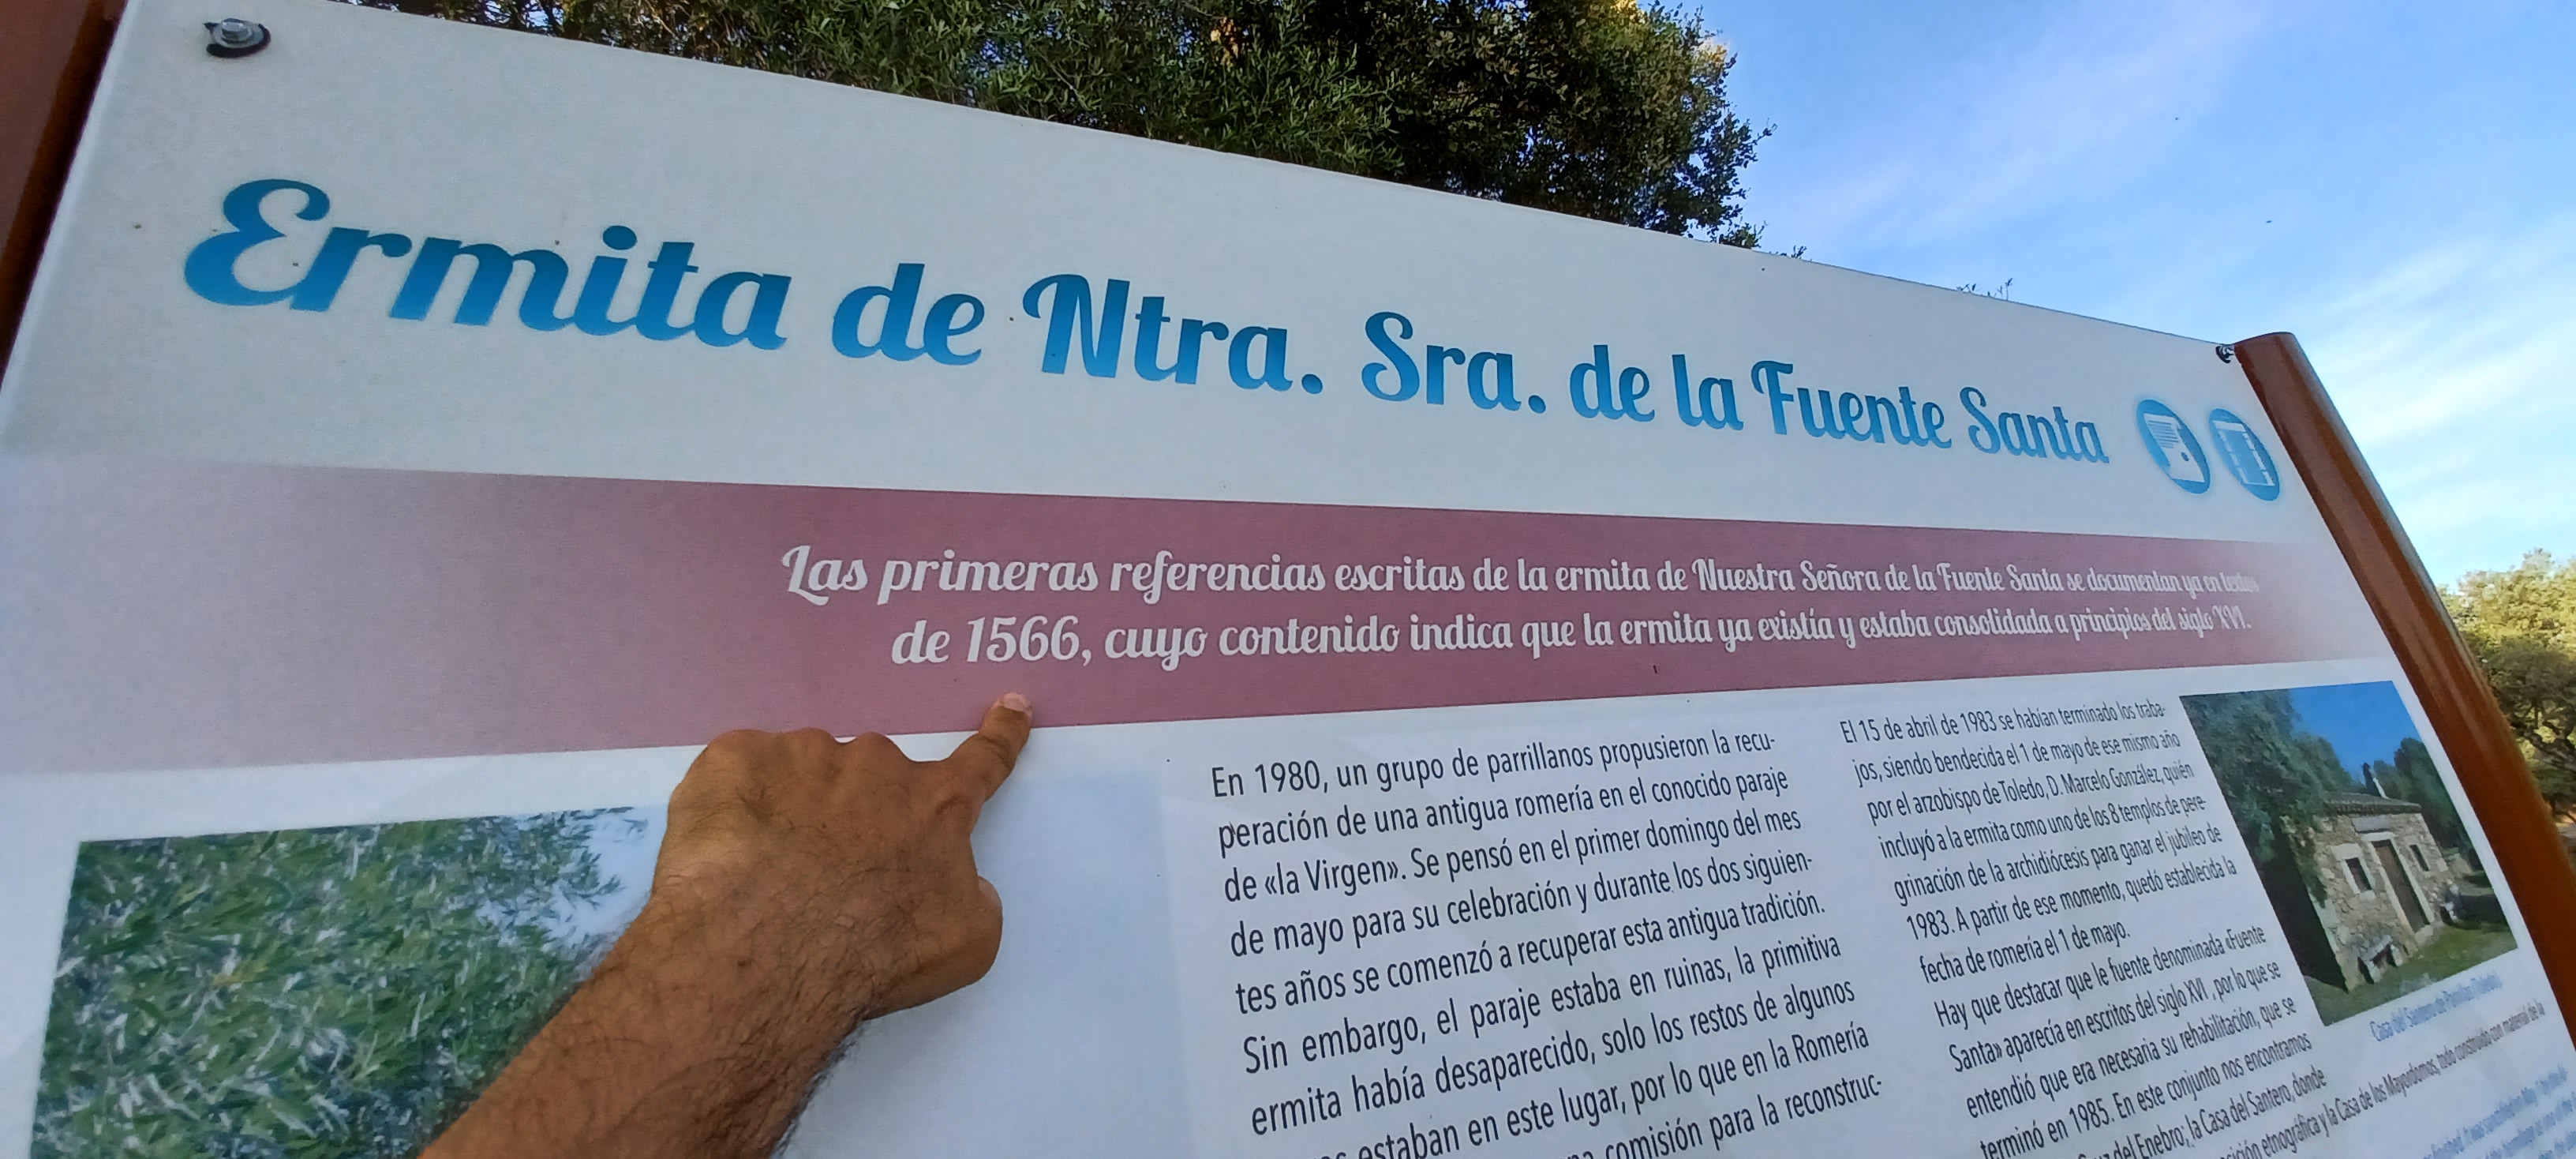 Ermita de Ntra. Sra. de la Fuente Santa
Las primeras referencias escritas de la ermita de Nuestra Señora de la Fuente Santa se documentan ya en textos
de 1566, cuyo contenido indica que la ermita ya existía y estaba consolidada a principios del siglo XVI.
En 1980, un grupo de parrillanos propusieron la recu-
peración de una antigua romería en el conocido paraje
de «la Virgen». Se pensó en el primer domingo del mes
de mayo para su celebración y durante los dos siguien-
tes años se comenzó a recuperar esta antigua tradición.
Sin embargo, el paraje estaba en ruinas, la primitiva
ermita había desaparecido, solo los restos de algunos
estaban en este lugar, por lo que en la Romería
comisión para la reconstruc-
El 15 de abril de 1983 se habían terminado los traba-
jos, siendo bendecida el 1 de mayo de ese mismo año
por el arzobispo de Toledo, D. Marcelo González, quién
incluyó a la ermita como uno de los 8 templos de pere-
grinación de la archidiócesis para ganar el jubileo de
1983. A partir de ese momento, quedó establecida la
fecha de romería el 1 de mayo.
Hay que destacar que le fuente denominada «Fuente
Santa» aparecía en escritos del siglo XVI , por lo que se
entendió que era necesaria su rehabilitación, que se
terminó en 1985. En este conjunto nos encontramos
del Enebro; la Casa del Santero, donde
etnográfica y la Casa de los Mayordomos, todo construido con material de la
Casa del Santero de Parrillas (Toledo)